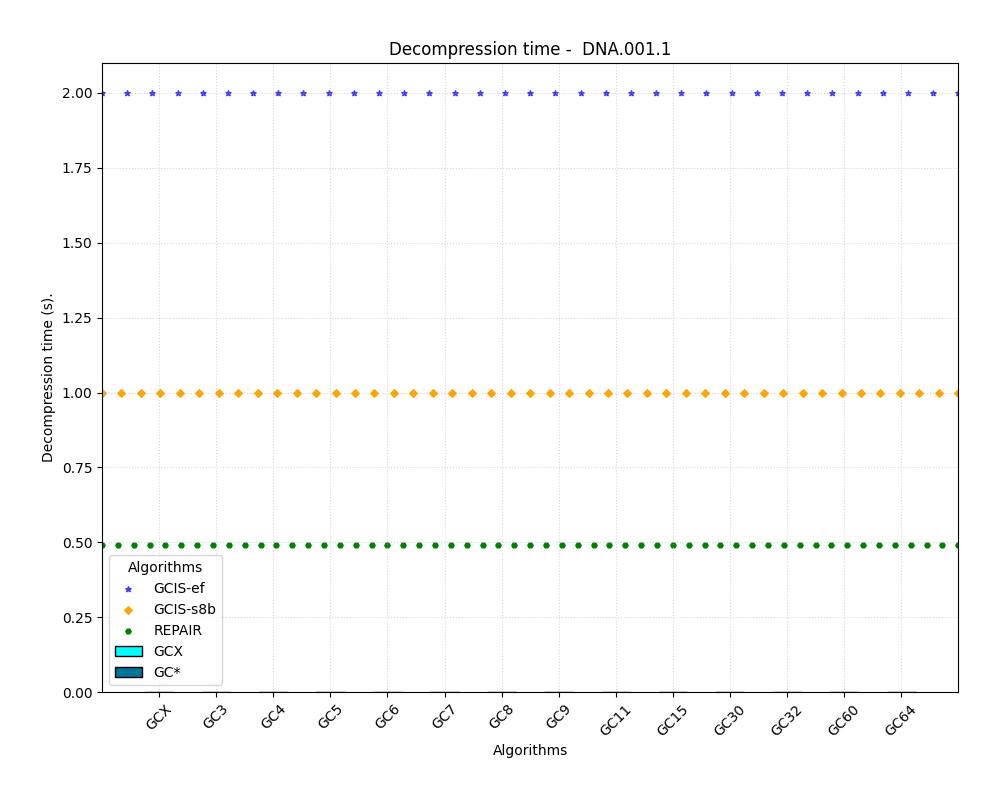 Decompression time -  DNA.001.1
Decompression time (s).
2.00
1.75
1.50
1.25
1.00
0.75
0.50
0.25
0.00
Algorithms
GCIS-ef
GCIS-s8b
REPAIR
GCX
GC*
GCX
GC3
GC4
GC5
GC6
GC7
GC8
GC9
GC11
GC15
GC30
GC32
GC60
GC64
Algorithms